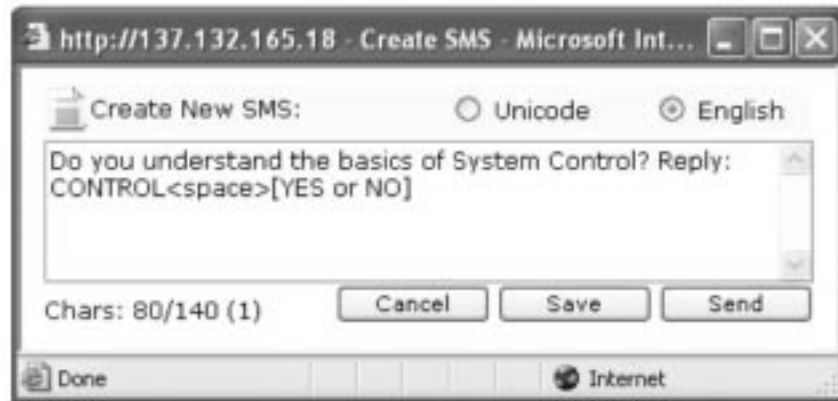 http://137.132.165.18 - Create SMS - Microsoft Int...
Create New SMS: Unicode English
Do you understand the basics of System Control? Reply:
CONTROL<space>[YES or NO]
Chars: 80/140 (1) Cancel Save Send
Done Internet